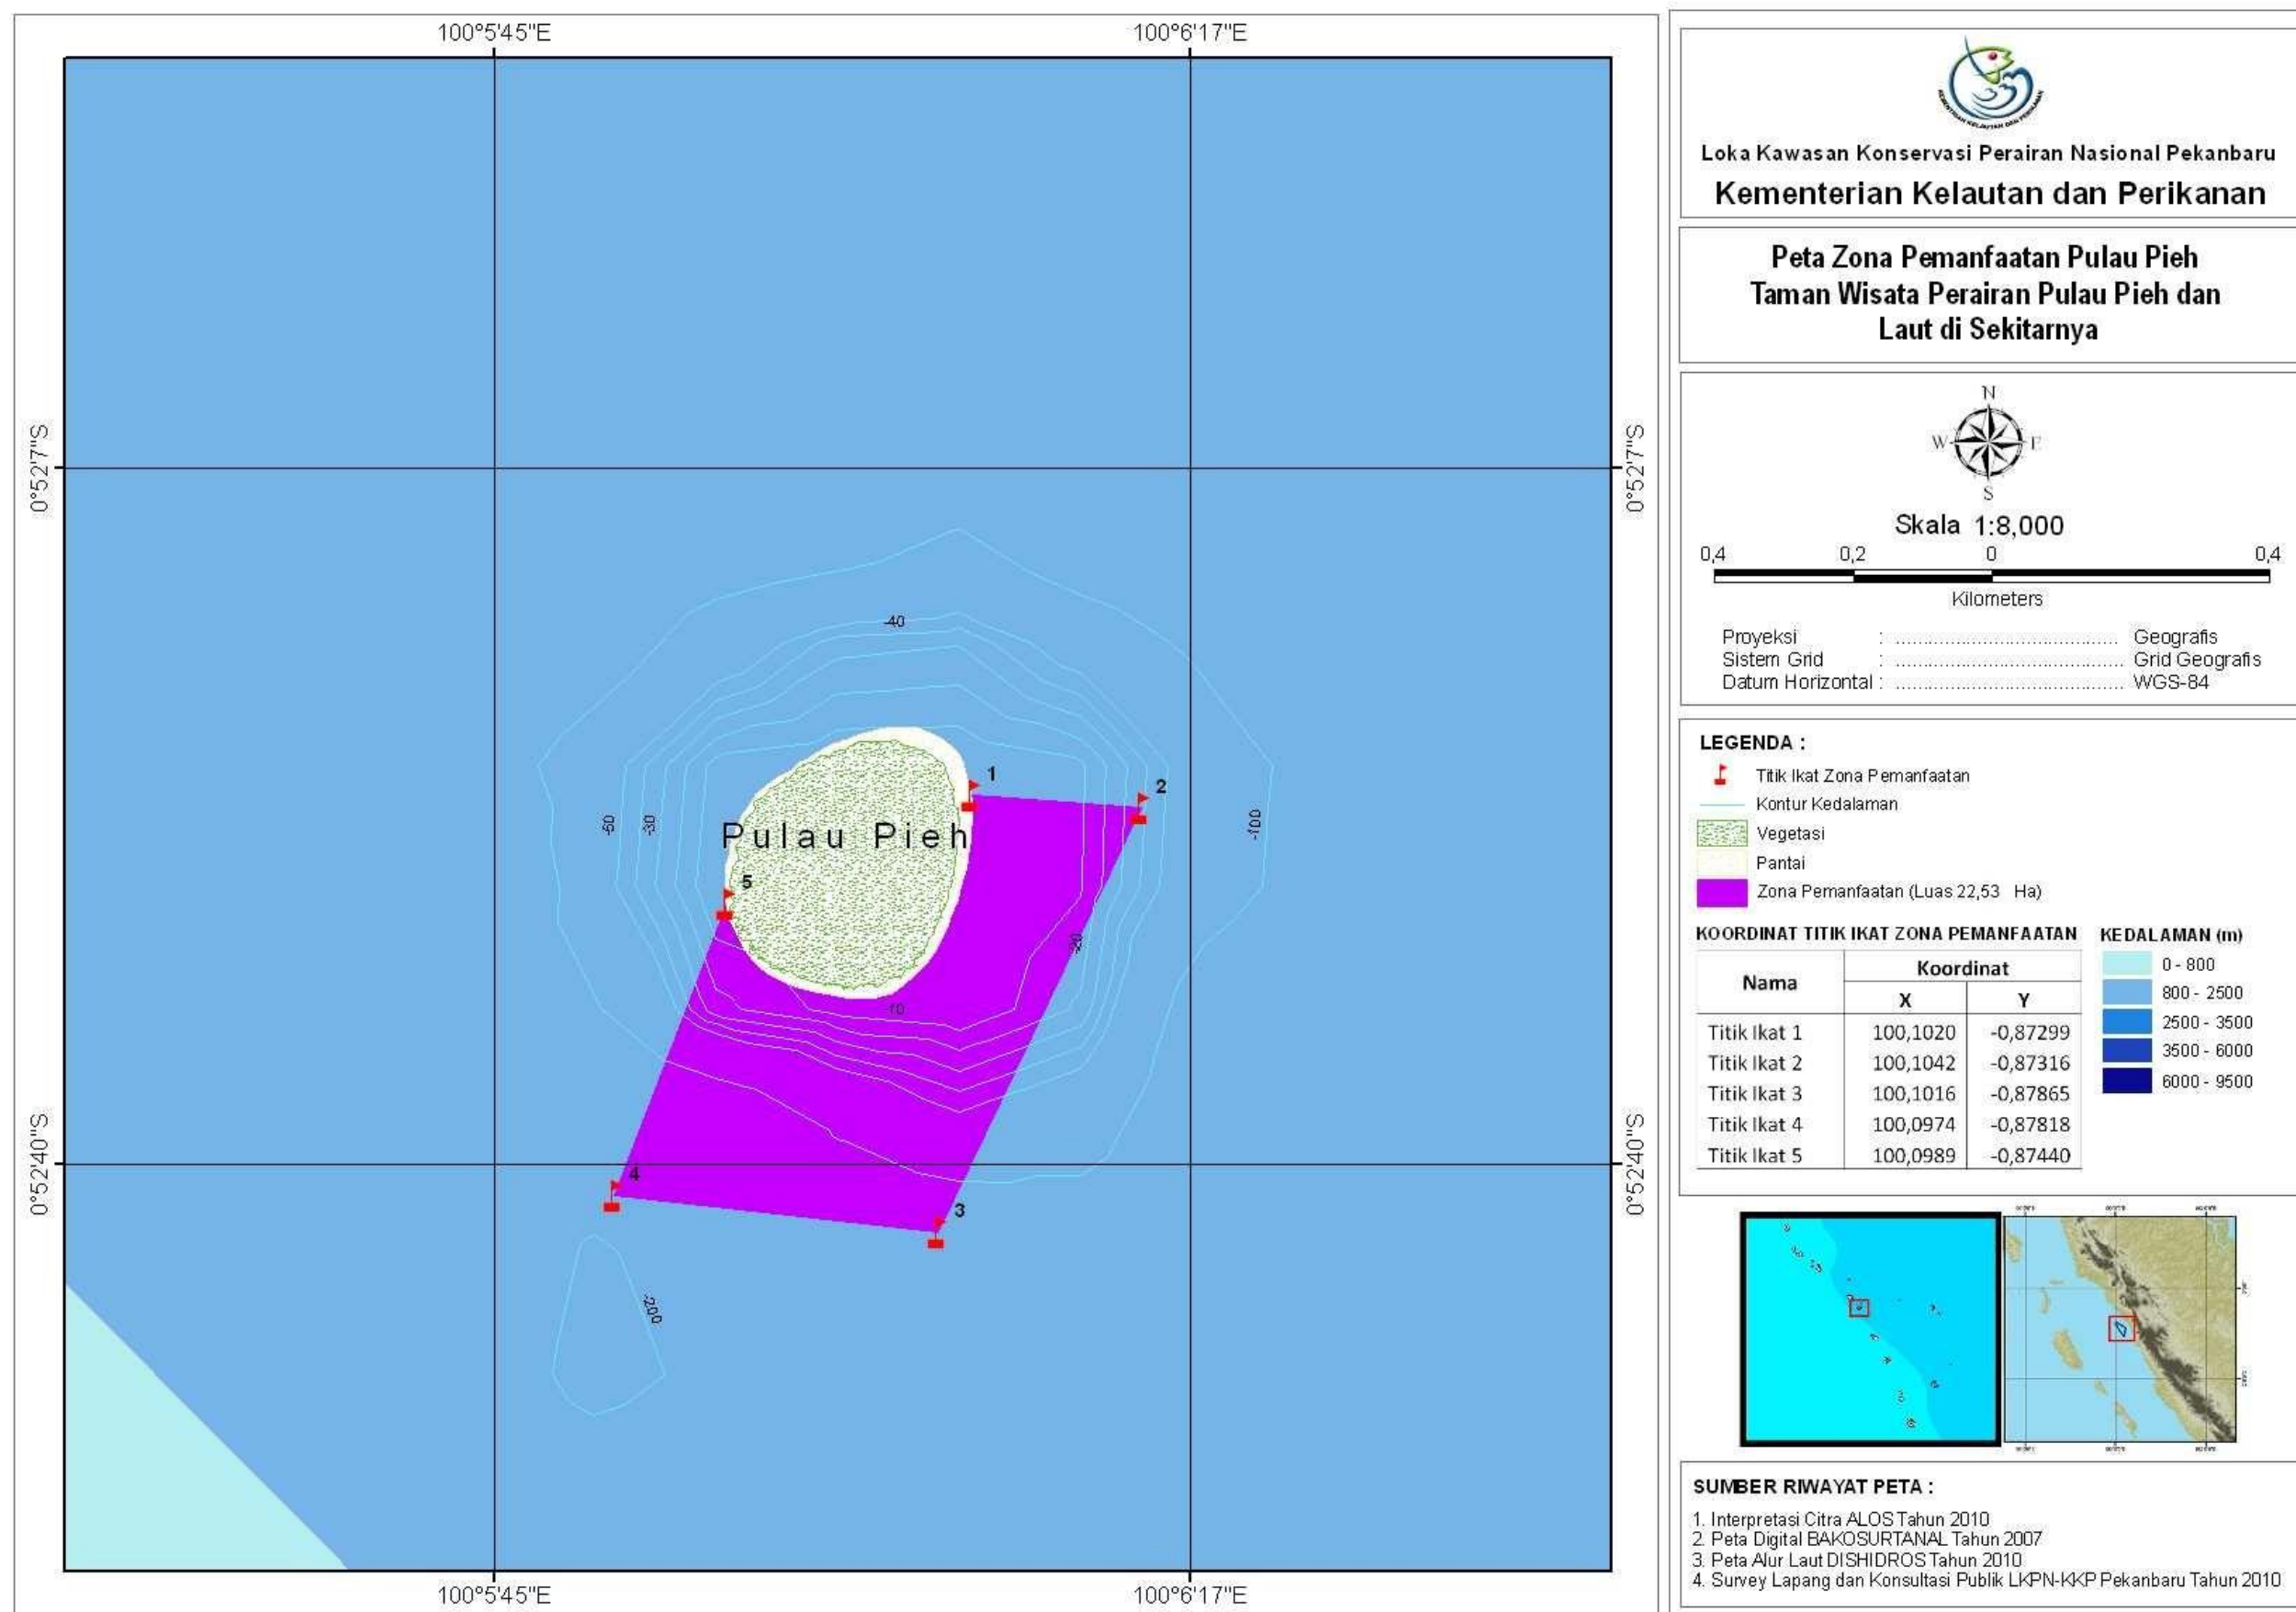 100°5'45"E
100°6'17"E
0°52'7"S
0°52'7"S
-40
-50
-30
-100
1
2
Pulau Pieh
5
-20
-10
0°52'40"S
0°52'40"S
4
3
-200
100°5'45"E
100°6'17"E
KEMENTERIAN KELAUTAN DAN PERIKANAN
Loka Kawasan Konservasi Perairan Nasional Pekanbaru
Kementerian Kelautan dan Perikanan
Peta Zona Pemanfaatan Pulau Pieh
Taman Wisata Perairan Pulau Pieh dan
Laut di Sekitarnya
N
W E
S
Skala 1:8,000
0,4 0,2 0 0,4
Kilometers
Proyeksi : ........................................ Geografis
Sistem Grid : ........................................ Grid Geografis
Datum Horizontal : ........................................ WGS-84
LEGENDA :
Titik Ikat Zona Pemanfaatan
Kontur Kedalaman
Vegetasi
Pantai
Zona Pemanfaatan (Luas 22,53 Ha)
KOORDINAT TITIK IKAT ZONA PEMANFAATAN
Nama Koordinat
X Y
Titik Ikat 1 100,1020 -0,87299
Titik Ikat 2 100,1042 -0,87316
Titik Ikat 3 100,1016 -0,87865
Titik Ikat 4 100,0974 -0,87818
Titik Ikat 5 100,0989 -0,87440
KEDALAMAN (m)
0 - 800
800 - 2500
2500 - 3500
3500 - 6000
6000 - 9500
SUMBER RIWAYAT PETA :
1. Interpretasi Citra ALOS Tahun 2010
2. Peta Digital BAKOSURTANAL Tahun 2007
3. Peta Alur Laut DISHIDROS Tahun 2010
4. Survey Lapang dan Konsultasi Publik LKPN-KKP Pekanbaru Tahun 2010